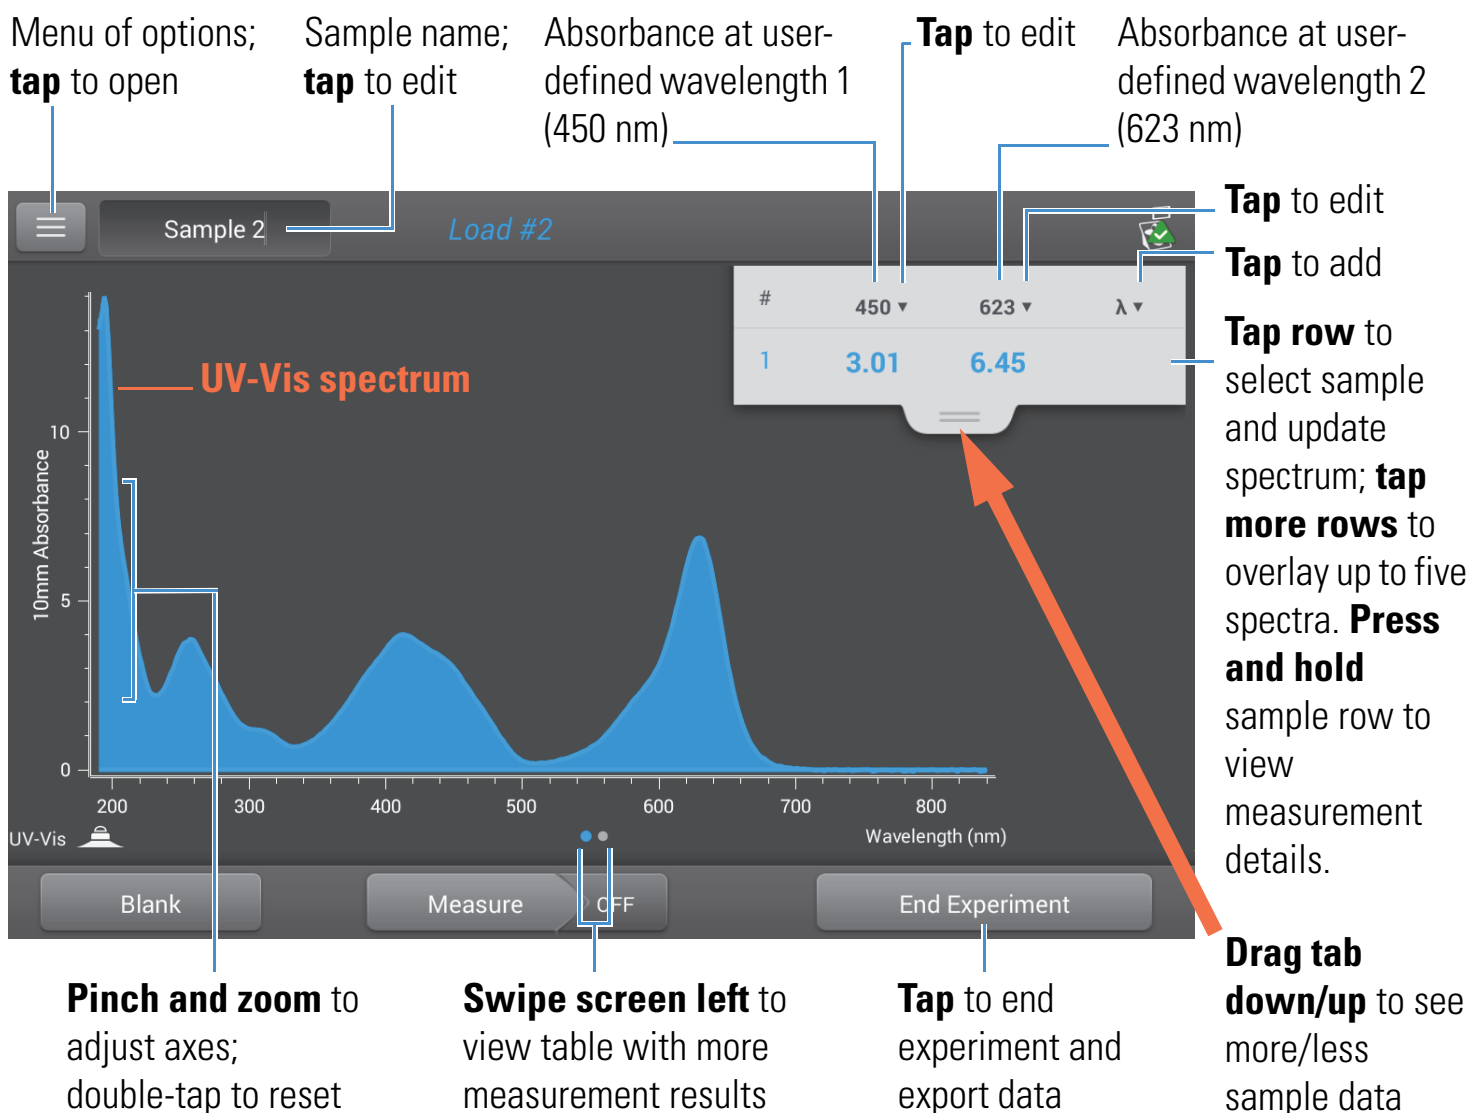 Menu of options;
tap to open
Sample name;
tap to edit
Absorbance at user-
defined wavelength 1
(450 nm)
Tap to edit
Absorbance at user-
defined wavelength 2
(623 nm)
Sample 2
Load #2
Tap to edit
Tap to add
# 450 ▾ 623 ▾ λ ▾
1 3.01 6.45
Tap row to
select sample
and update
spectrum; tap
more rows to
overlay up to five
spectra. Press
and hold
sample row to
view
measurement
details.
UV-Vis spectrum
10mm Absorbance
10
5
0
200 300 400 500 600 700 800
UV-Vis
Wavelength (nm)
Blank
Measure
OFF
End Experiment
Pinch and zoom to
adjust axes;
double-tap to reset
Swipe screen left to
view table with more
measurement results
Tap to end
experiment and
export data
Drag tab
down/up to see
more/less
sample data